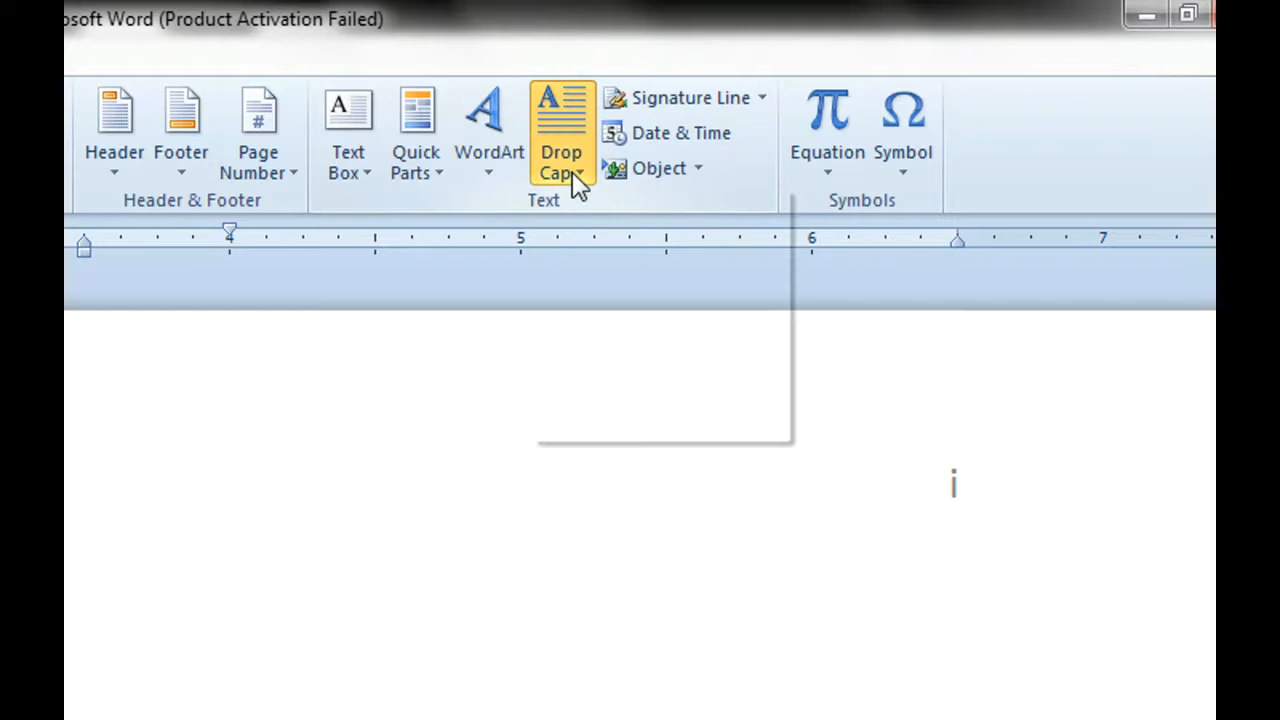 osoft Word (Product Activation Failed)
Header
Footer
Page
Number
#
Header & Footer
A
Text
Box
Quick
Parts
A
WordArt
A
Drop
Cap
Signature Line
5
Date & Time
Object
Text
π
Equation
Ω
Symbol
Symbols
4 5 6 7
i